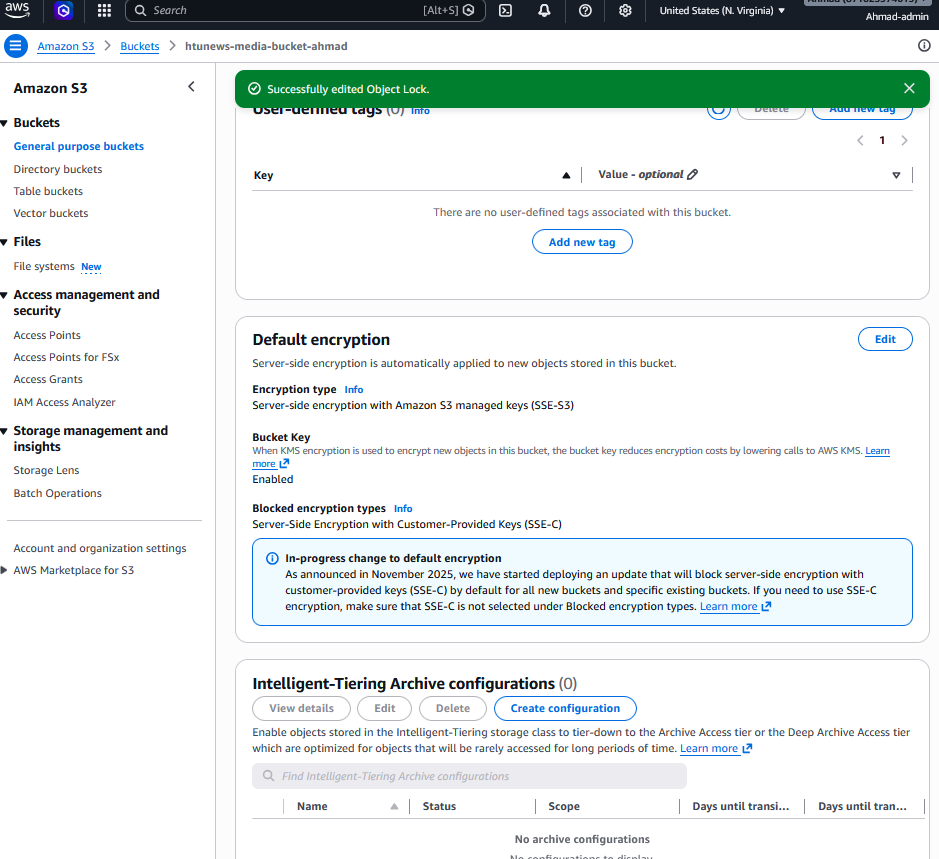 aws
Search
[Alt+S]
United States (N. Virginia)
Ahmad-admin
Amazon S3
Buckets
htunews-media-bucket-ahmad
Amazon S3
Buckets
General purpose buckets
Directory buckets
Table buckets
Vector buckets
Files
File systems New
Access management and
security
Access Points
Access Points for FSx
Access Grants
IAM Access Analyzer
Storage management and
insights
Storage Lens
Batch Operations
Account and organization settings
AWS Marketplace for S3
Successfully edited Object Lock.
User-defined tags (0) Info
Delete
Add new tag
1
Key
Value - optional
There are no user-defined tags associated with this bucket.
Add new tag
Default encryption
Edit
Server-side encryption is automatically applied to new objects stored in this bucket.
Encryption type Info
Server-side encryption with Amazon S3 managed keys (SSE-S3)
Bucket Key
When KMS encryption is used to encrypt new objects in this bucket, the bucket key reduces encryption costs by lowering calls to AWS KMS. Learn
more
Enabled
Blocked encryption types Info
Server-Side Encryption with Customer-Provided Keys (SSE-C)
In-progress change to default encryption
As announced in November 2025, we have started deploying an update that will block server-side encryption with
customer-provided keys (SSE-C) by default for all new buckets and specific existing buckets. If you need to use SSE-C
encryption, make sure that SSE-C is not selected under Blocked encryption types. Learn more
Intelligent-Tiering Archive configurations (0)
View details
Edit
Delete
Create configuration
Enable objects stored in the Intelligent-Tiering storage class to tier-down to the Archive Access tier or the Deep Archive Access tier
which are optimized for objects that will be rarely accessed for long periods of time. Learn more
Find Intelligent-Tiering Archive configurations
Name
Status
Scope
Days until transi...
Days until tran...
No archive configurations
No configurations to display